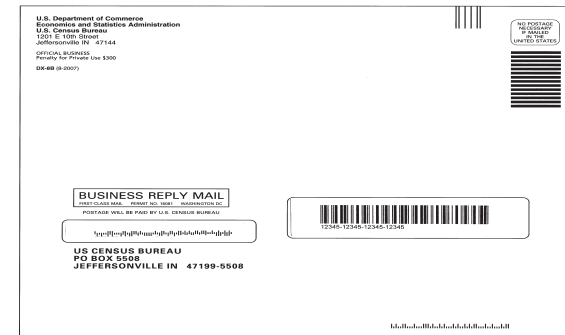 U.S. Department of Commerce
Economics and Statistics Administration
U.S. Census Bureau
1201 E 10th Street
Jeffersonville IN 47144
OFFICIAL BUSINESS
Penalty for Private Use $300
DX-6B (8-2007)
NO POSTAGE
NECESSARY
IF MAILED
IN THE
UNITED STATES
BUSINESS REPLY MAIL
FIRST-CLASS MAIL PERMIT NO. 16081 WASHINGTON DC
POSTAGE WILL BE PAID BY U.S. CENSUS BUREAU
US CENSUS BUREAU
PO BOX 5508
JEFFERSONVILLE IN 47199-5508
12345-12345-12345-12345